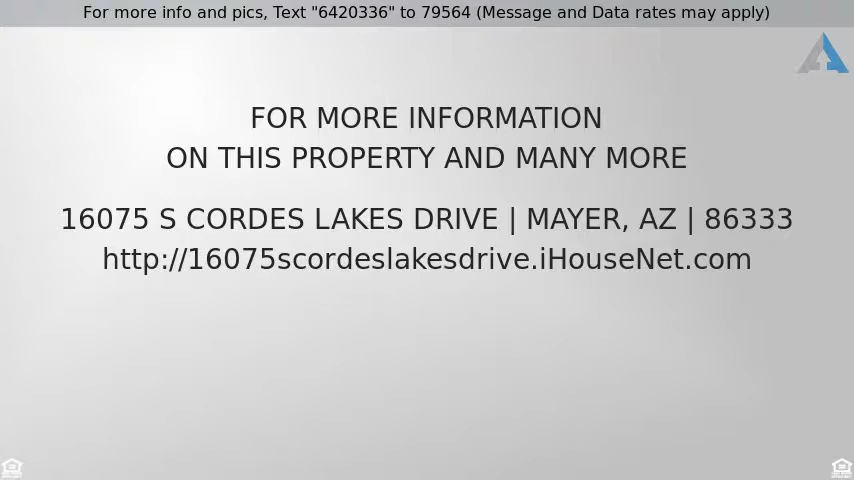 For more info and pics, Text "6420336" to 79564 (Message and Data rates may apply)
FOR MORE INFORMATION
ON THIS PROPERTY AND MANY MORE
16075 S CORDES LAKES DRIVE | MAYER, AZ | 86333
http://16075scordeslakesdrive.iHouseNet.com